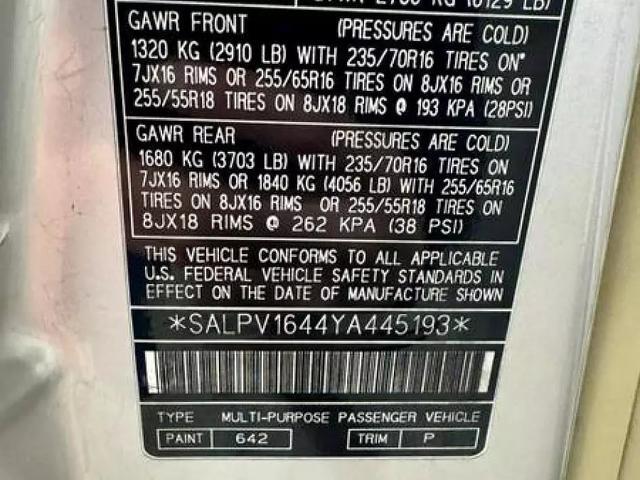 2780 KG (6129 LB)
GAWR FRONT (PRESSURES ARE COLD)
1320 KG (2910 LB) WITH 235/70R16 TIRES ON
7JX16 RIMS OR 255/65R16 TIRES ON 8JX16 RIMS OR
255/55R18 TIRES ON 8JX18 RIMS @ 193 KPA (28PSI)
GAWR REAR (PRESSURES ARE COLD)
1680 KG (3703 LB) WITH 235/70R16 TIRES ON
7JX16 RIMS OR 1840 KG (4056 LB) WITH 255/65R16
TIRES ON 8JX16 RIMS OR 255/55R18 TIRES ON
8JX18 RIMS @ 262 KPA (38 PSI)
THIS VEHICLE CONFORMS TO ALL APPLICABLE
U.S. FEDERAL VEHICLE SAFETY STANDARDS IN
EFFECT ON THE DATE OF MANUFACTURE SHOWN
*SALPV1644YA445193*
TYPE MULTI-PURPOSE PASSENGER VEHICLE
PAINT 642 TRIM P